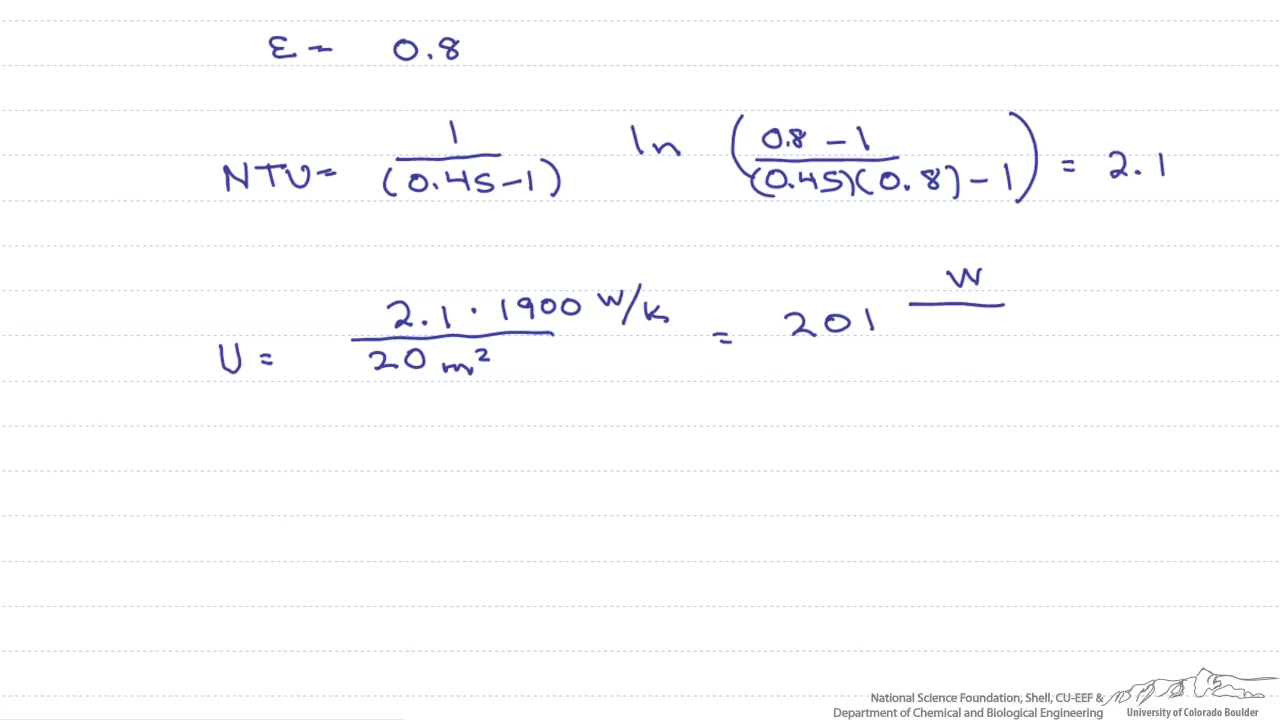 ε = 0.8
NTU = 1 / (0.45 - 1) ln ( 0.8 - 1 / (0.45)(0.8) - 1 ) = 2.1
U = 2.1 · 1900 W/K / 20 m² = 201 W
National Science Foundation, Shell, CU-EEF &
Department of Chemical and Biological Engineering
University of Colorado Boulder